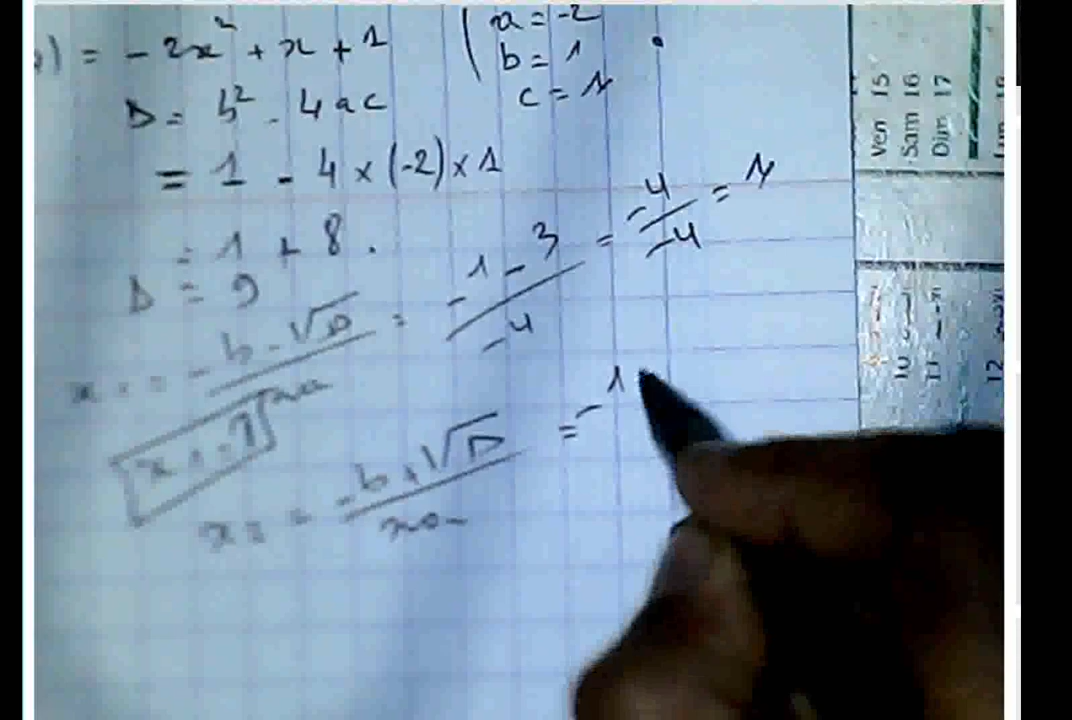 ) = - 2x² + x + 1
a = -2
b = 1
Δ = b² - 4ac
c = 1
= 1 - 4 × (-2) × 1
= 1 + 8.
Δ = 9
x₁ = -b - √Δ / 2a = -1 - 3 / -4 = -4 / -4 = 1
x₁ = 1
x₂ = -b + √Δ / 2a = - 1
Ven 15
Sam 16
Dim 17